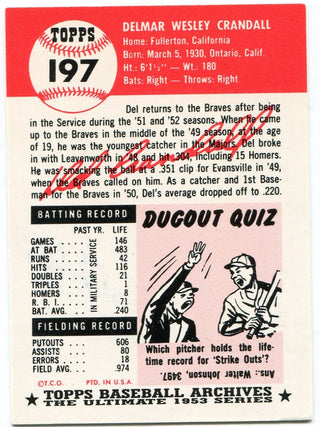 TOPPS
197
DELMAR WESLEY CRANDALL
Home: Fullerton, California
Born: March 5, 1930, Ontario, Calif.
Ht.: 6'1½" — Wt.: 180
Bats: Right - Throws: Right
Del returns to the Braves after being
in the Service during the '51 and '52 seasons. When he came
up to the Braves in the middle of the '49 season, at the
age of 19, he was the youngest catcher in the Majors. Del broke
in with Leavenworth in '48 and hit .304, including 15 Homers.
He was smacking the ball at a .351 clip for Evansville in '49,
when the Braves called on him. As a catcher and 1st Base-
man for the Braves in '50, Del's average dropped off to .220.
Del Crandall
BATTING RECORD
PAST YR. LIFE
GAMES 146
AT BAT 483
RUNS 42
HITS 116
DOUBLES 21
TRIPLES 1
HOMERS 8
R. B. I. 71
BAT. AVG. .240
IN MILITARY SERVICE
FIELDING RECORD
PUTOUTS 606
ASSISTS 80
ERRORS 18
FIELD AVG. .974
©T.C.G. PTD. IN U.S.A.
DUGOUT QUIZ
Which pitcher holds the life-
time record for 'Strike Outs'?
Ans: Walter Johnson, 3497.
TOPPS BASEBALL ARCHIVES
THE ULTIMATE 1953 SERIES